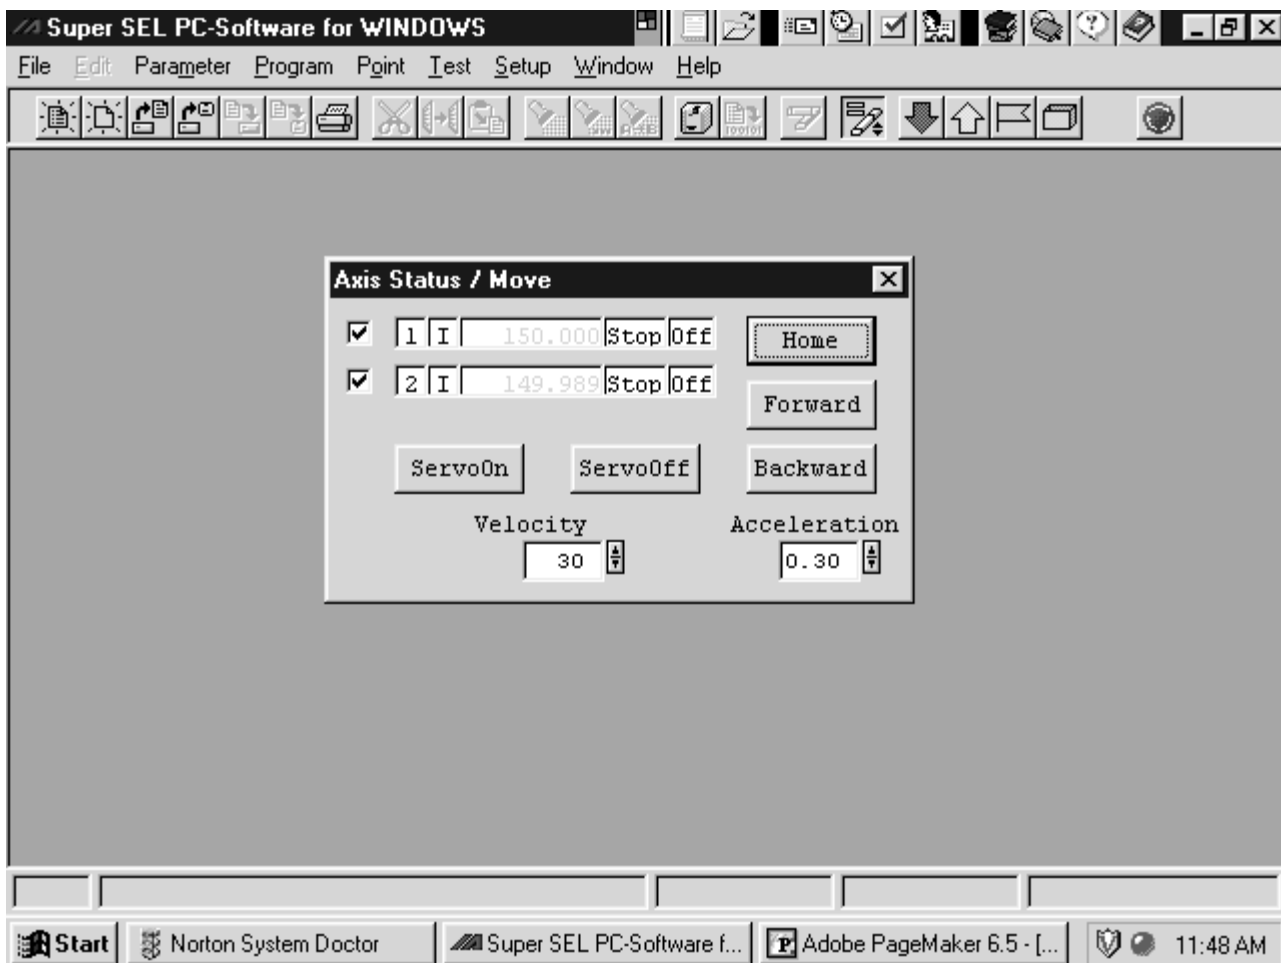 Super SEL PC-Software for WINDOWS
File Edit Parameter Program Point Test Setup Window Help
Axis Status / Move
1 I 150.000 Stop Off Home
2 I 149.989 Stop Off
Forward
ServoOn ServoOff Backward
Velocity Acceleration
30 0.30
Start Norton System Doctor Super SEL PC-Software f... Adobe PageMaker 6.5 - [... 11:48 AM